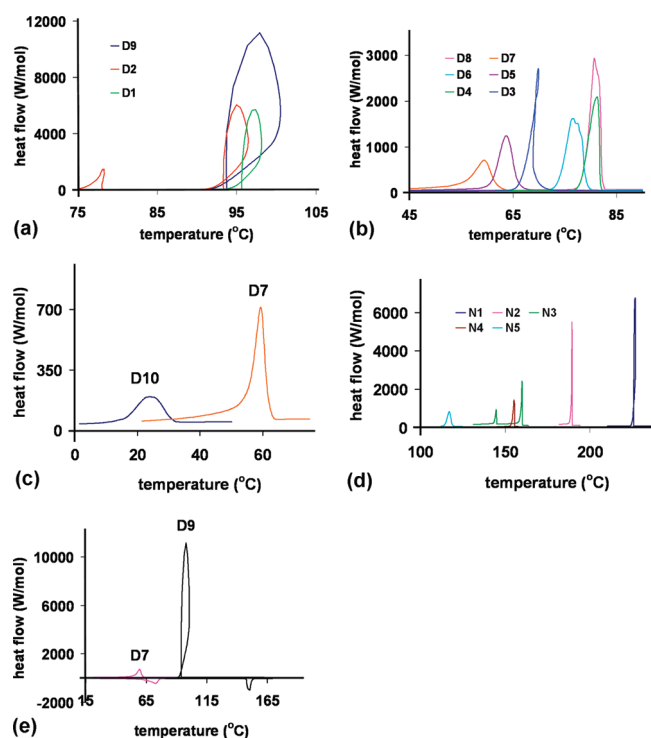 12000
8000
4000
0
heat flow (W/mol)
D9
D2
D1
75 85 95 105
temperature (°C)
(a)
3000
2000
1000
0
heat flow (W/mol)
D8 D7
D6 D5
D4 D3
45 65 85
temperature (°C)
(b)
700
350
0
heat flow (W/mol)
D7
D10
0 20 40 60
temperature (°C)
(c)
6000
4000
2000
0
heat flow (W/mol)
N1 N2 N3
N4 N5
100 150 200
temperature (°C)
(d)
10000
6000
2000
-2000
heat flow (W/mol)
D9
D7
15 65 115 165
temperature (°C)
(e)